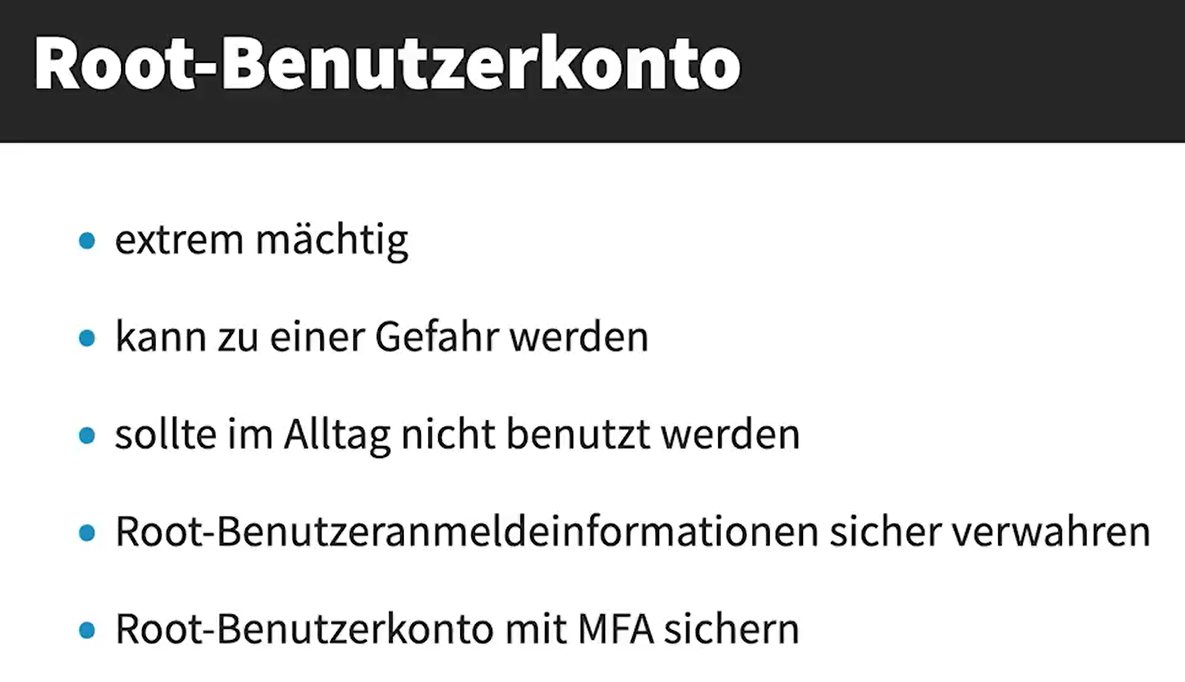 Root-Benutzerkonto
• extrem mächtig
• kann zu einer Gefahr werden
• sollte im Alltag nicht benutzt werden
• Root-Benutzeranmeldeinformationen sicher verwahren
• Root-Benutzerkonto mit MFA sichern